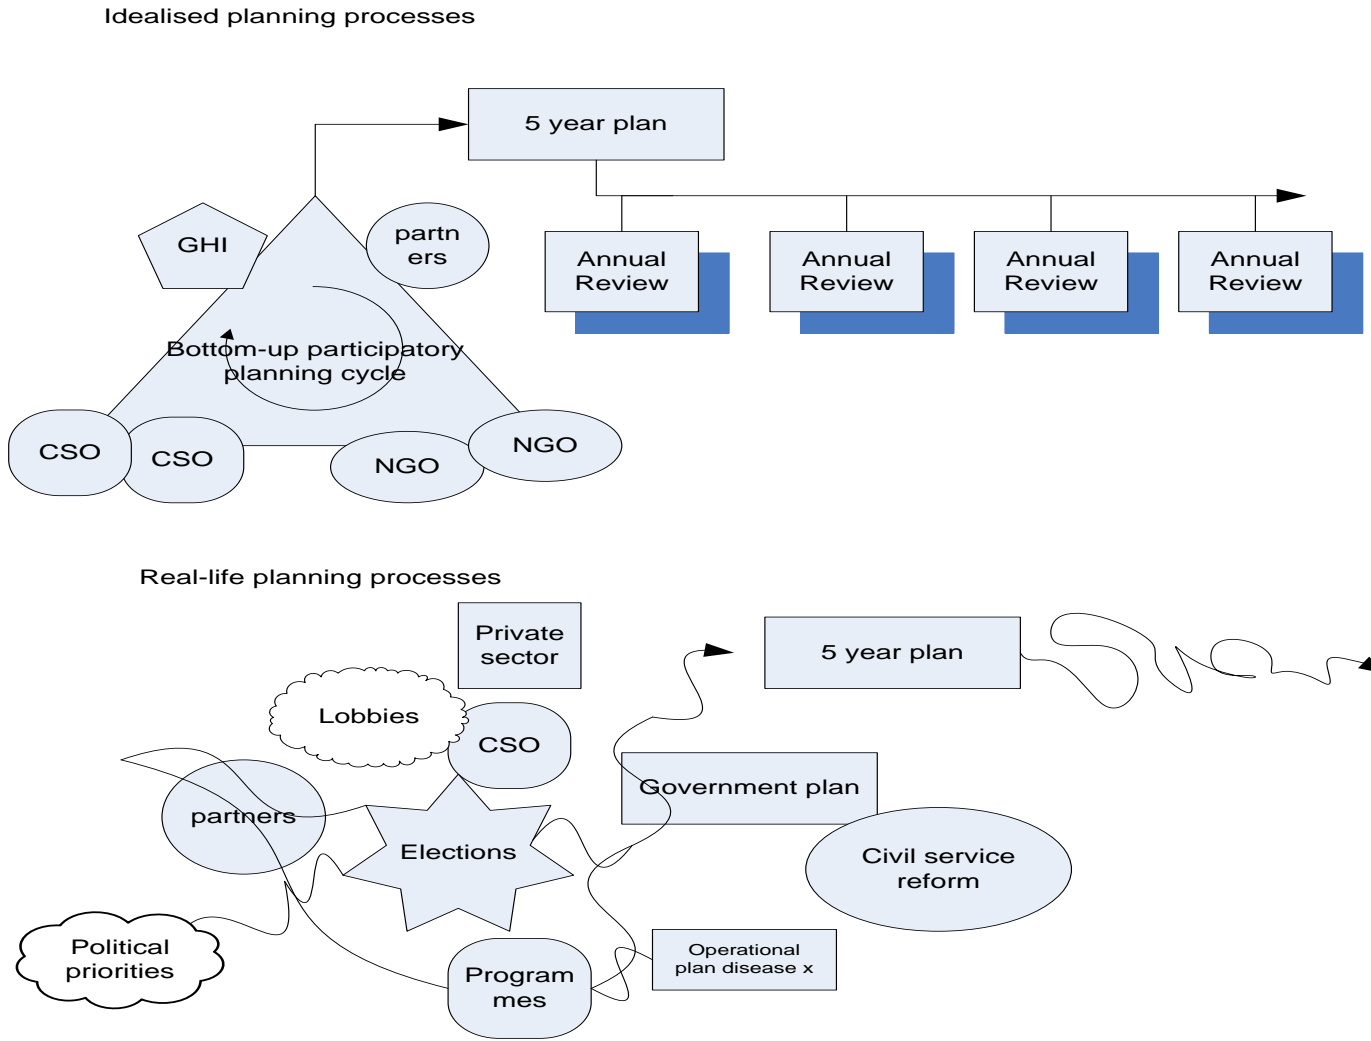 Idealised planning processes
5 year plan
GHI
partn
ers
Annual
Review
Annual
Review
Annual
Review
Annual
Review
Bottom-up participatory
planning cycle
CSO
CSO
NGO
NGO
Real-life planning processes
Private
sector
5 year plan
Lobbies
CSO
Government plan
partners
Elections
Civil service
reform
Political
priorities
Program
mes
Operational
plan disease x